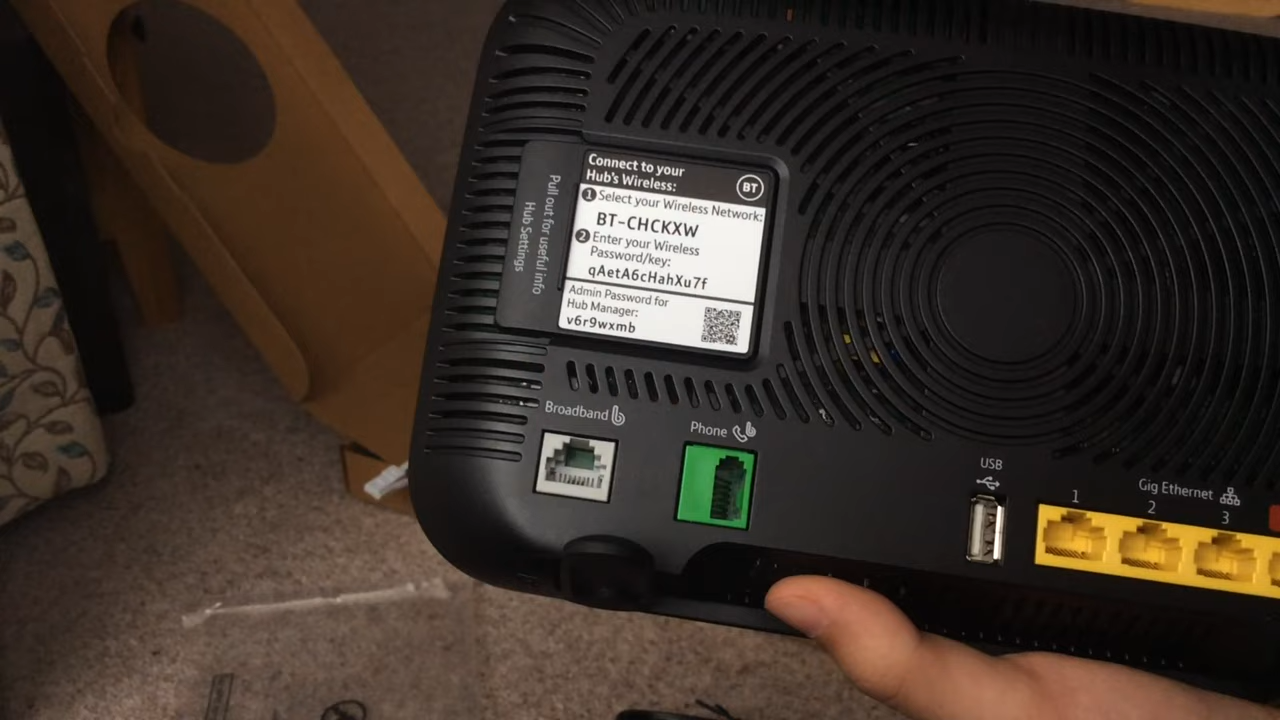 Connect to your
Hub's Wireless:
BT
1 Select your Wireless Network:
BT-CHCKXW
2 Enter your Wireless
Password/key:
qAetA6cHahXu7f
Admin Password for
Hub Manager:
v6r9wxmb
Pull out for useful info
Hub Settings
Broadband
Phone
USB
Gig Ethernet
1
2
3